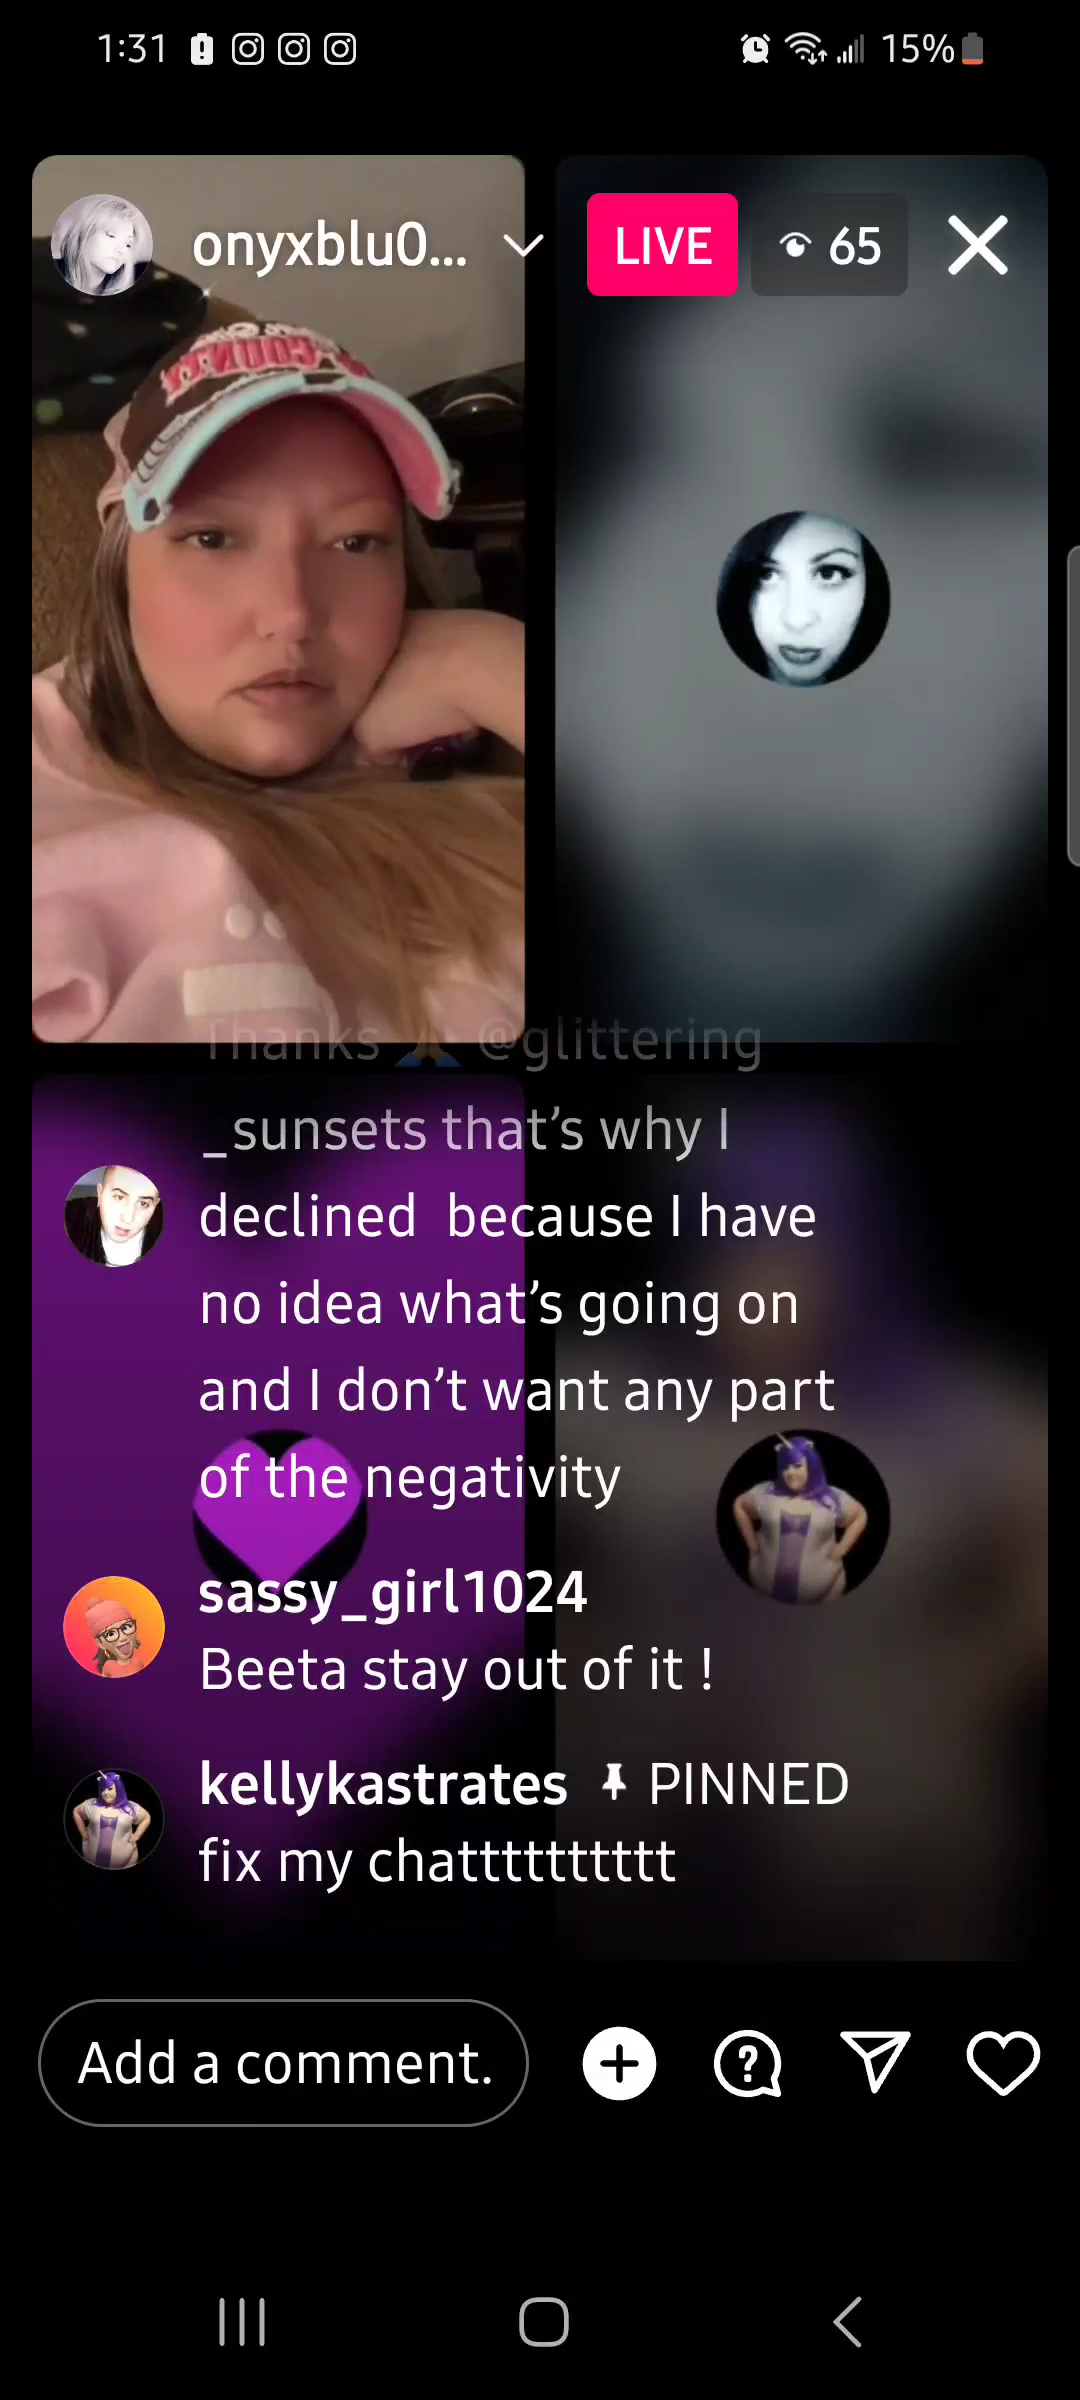 1:31
15%
onyxblu0...
LIVE
65
COUNTY
Thanks 🙏 @glittering
_sunsets that’s why I
declined because I have
no idea what’s going on
and I don’t want any part
of the negativity
sassy_girl1024
Beeta stay out of it !
kellykastrates PINNED
fix my chatttttttttt
Add a comment.